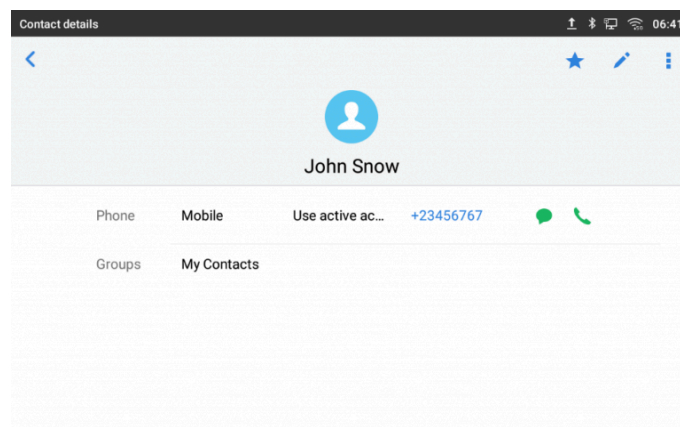 Contact details 06:41
John Snow
Phone Mobile Use active ac... +23456767
Groups My Contacts